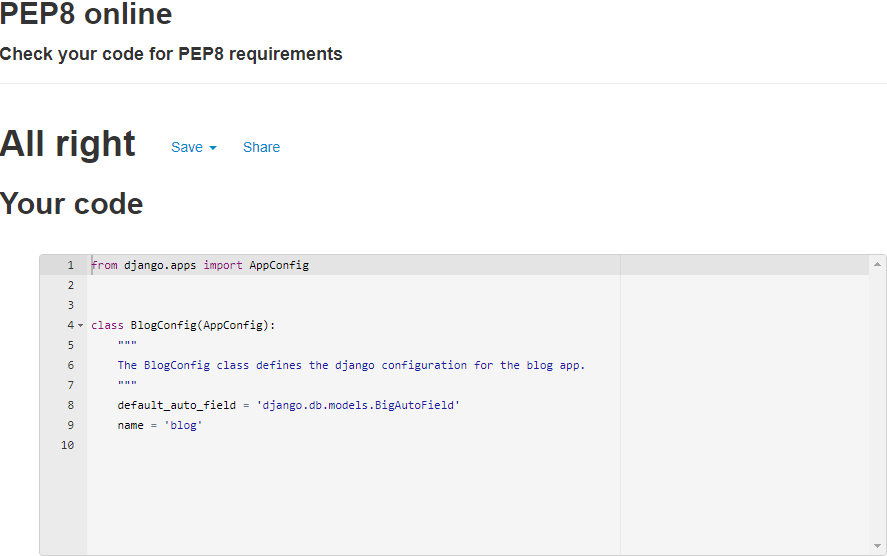 PEP8 online
Check your code for PEP8 requirements
All right Save Share
Your code
1 from django.apps import AppConfig
2
3
4 class BlogConfig(AppConfig):
5     """
6     The BlogConfig class defines the django configuration for the blog app.
7     """
8     default_auto_field = 'django.db.models.BigAutoField'
9     name = 'blog'
10